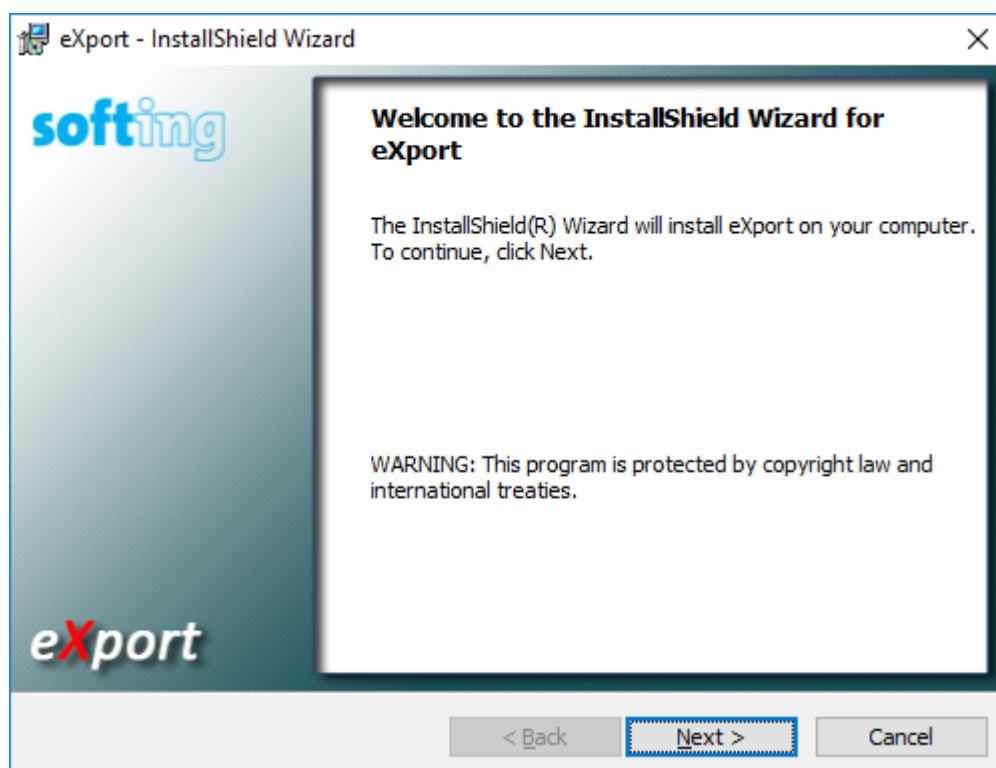 eXport - InstallShield Wizard
softing
Welcome to the InstallShield Wizard for
eXport
The InstallShield(R) Wizard will install eXport on your computer.
To continue, click Next.
WARNING: This program is protected by copyright law and
international treaties.
eXport
< Back
Next >
Cancel